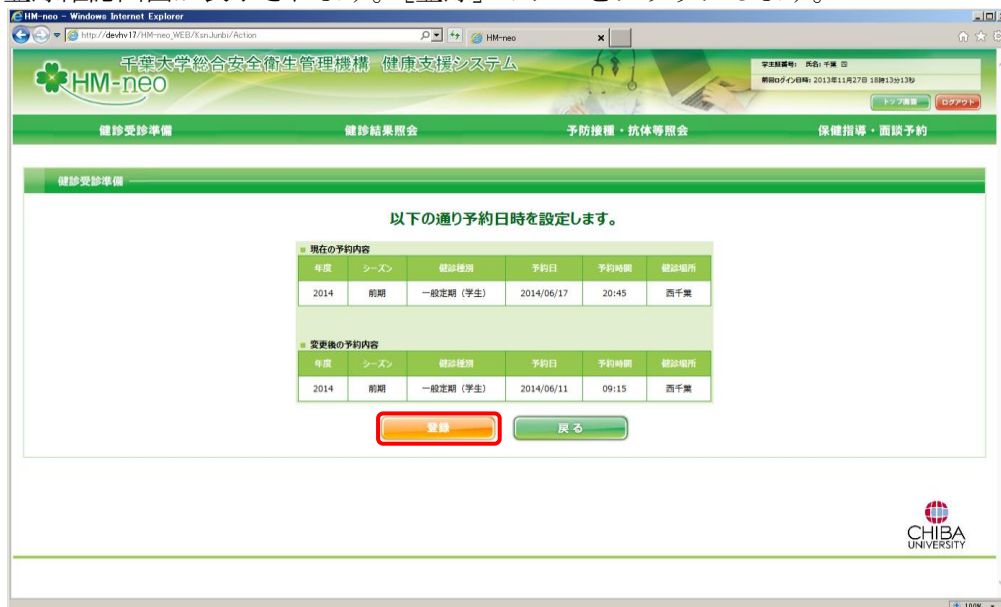 HM-neo - Windows Internet Explorer
http://devhv17/HM-neo_WEB/KsnJunbi/Action
HM-neo
千葉大学総合安全衛生管理機構 健康支援システム
HM-neo
前回ログイン日時: 2013年11月27日 18時13分13秒
トップ画面 ログアウト
健診受診準備 健診結果照会 予防接種・抗体等照会 保健指導・面談予約
健診受診準備
以下の通り予約日時を設定します。
現在の予約内容
年度 シーズン 健診種別 予約日 予約時間 健診場所
2014 前期 一般定期(学生) 2014/06/17 20:45 西千葉
変更後の予約内容
年度 シーズン 健診種別 予約日 予約時間 健診場所
2014 前期 一般定期(学生) 2014/06/11 09:15 西千葉
登録 戻る
CHIBA
UNIVERSITY